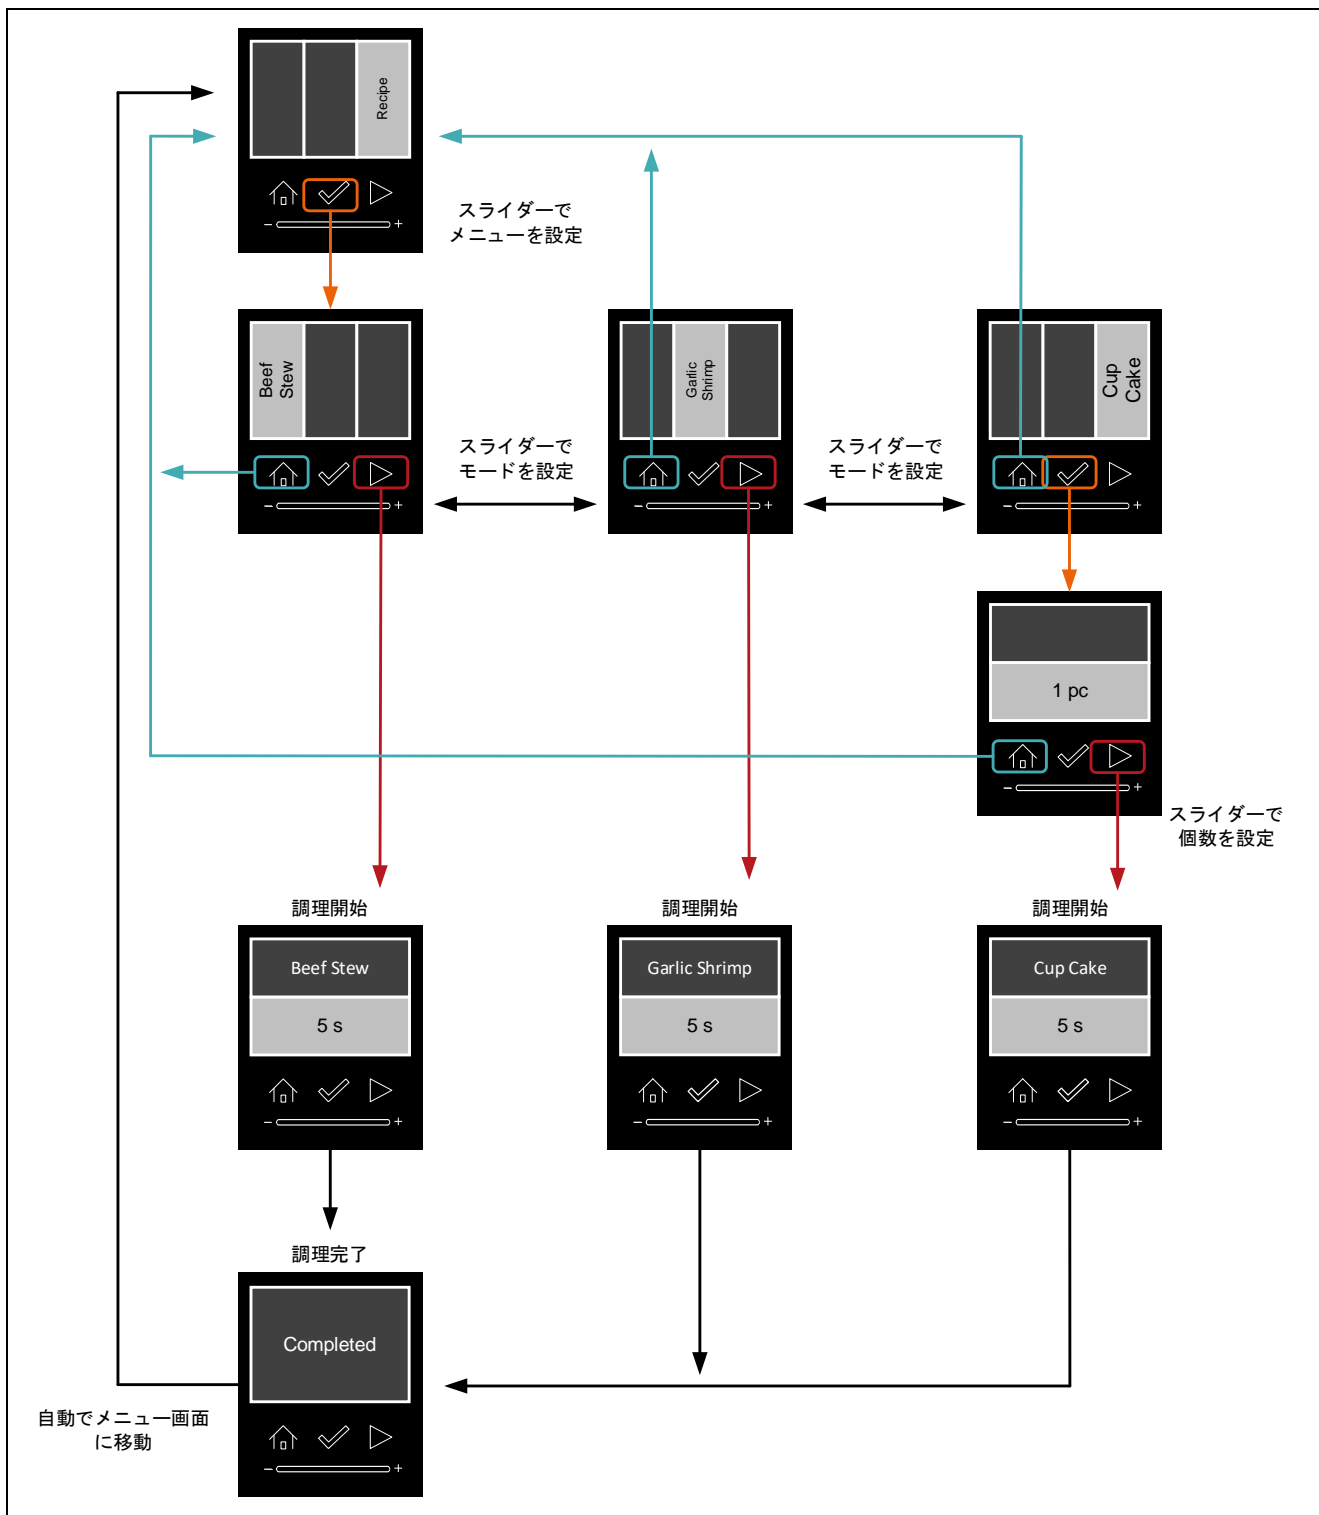 Recipe
- +
スライダーで
メニューを設定
Beef
Stew
- +
スライダーで
モードを設定
Garlic
Shrimp
- +
スライダーで
モードを設定
Cup
Cake
- +
1 pc
- +
スライダーで
個数を設定
調理開始
Beef Stew
5 s
- +
調理開始
Garlic Shrimp
5 s
- +
調理開始
Cup Cake
5 s
- +
調理完了
Completed
- +
自動でメニュー画面
に移動